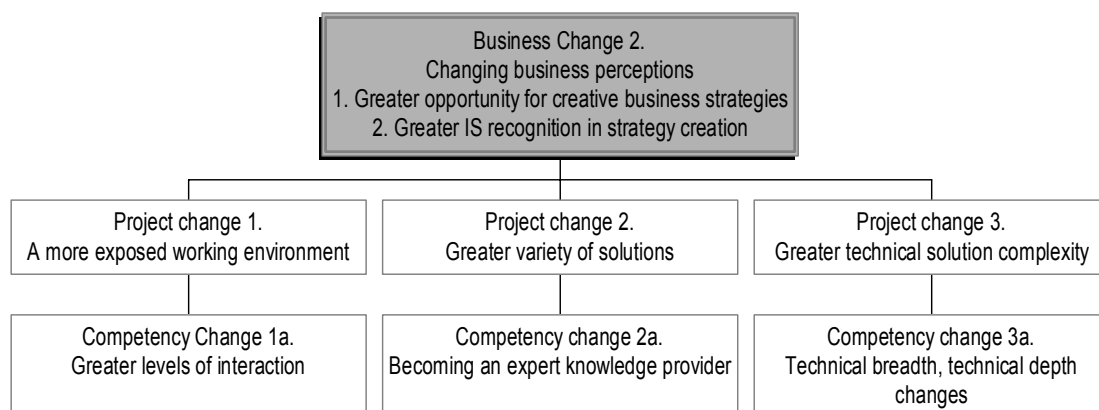 Business Change 2.
Changing business perceptions
1. Greater opportunity for creative business strategies
2. Greater IS recognition in strategy creation
Project change 1.
A more exposed working environment
Project change 2.
Greater variety of solutions
Project change 3.
Greater technical solution complexity
Competency Change 1a.
Greater levels of interaction
Competency change 2a.
Becoming an expert knowledge provider
Competency change 3a.
Technical breadth, technical depth
changes